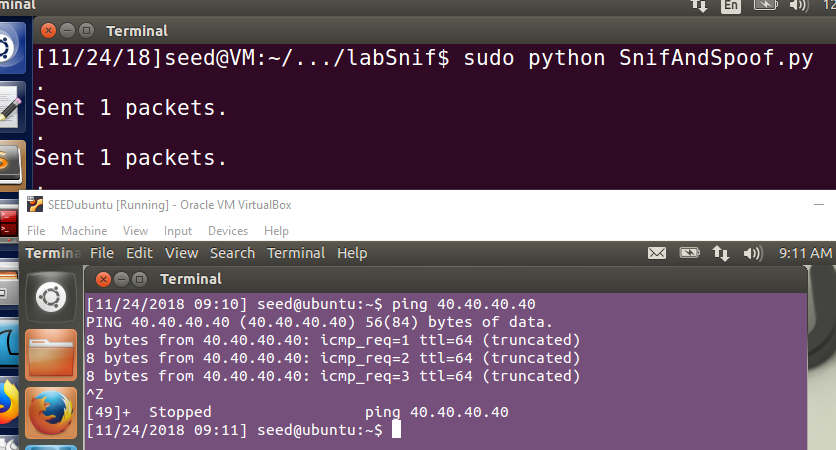 minal
En
12
Terminal
[11/24/18]seed@VM:~/.../labSnif$ sudo python SnifAndSpoof.py
.
Sent 1 packets.
.
Sent 1 packets.
.
SEEDubuntu [Running] - Oracle VM VirtualBox
File Machine View Input Devices Help
Termina File Edit View Search Terminal Help
9:11 AM
Terminal
[11/24/2018 09:10] seed@ubuntu:~$ ping 40.40.40.40
PING 40.40.40.40 (40.40.40.40) 56(84) bytes of data.
8 bytes from 40.40.40.40: icmp_req=1 ttl=64 (truncated)
8 bytes from 40.40.40.40: icmp_req=2 ttl=64 (truncated)
8 bytes from 40.40.40.40: icmp_req=3 ttl=64 (truncated)
^Z
[49]+  Stopped                 ping 40.40.40.40
[11/24/2018 09:11] seed@ubuntu:~$